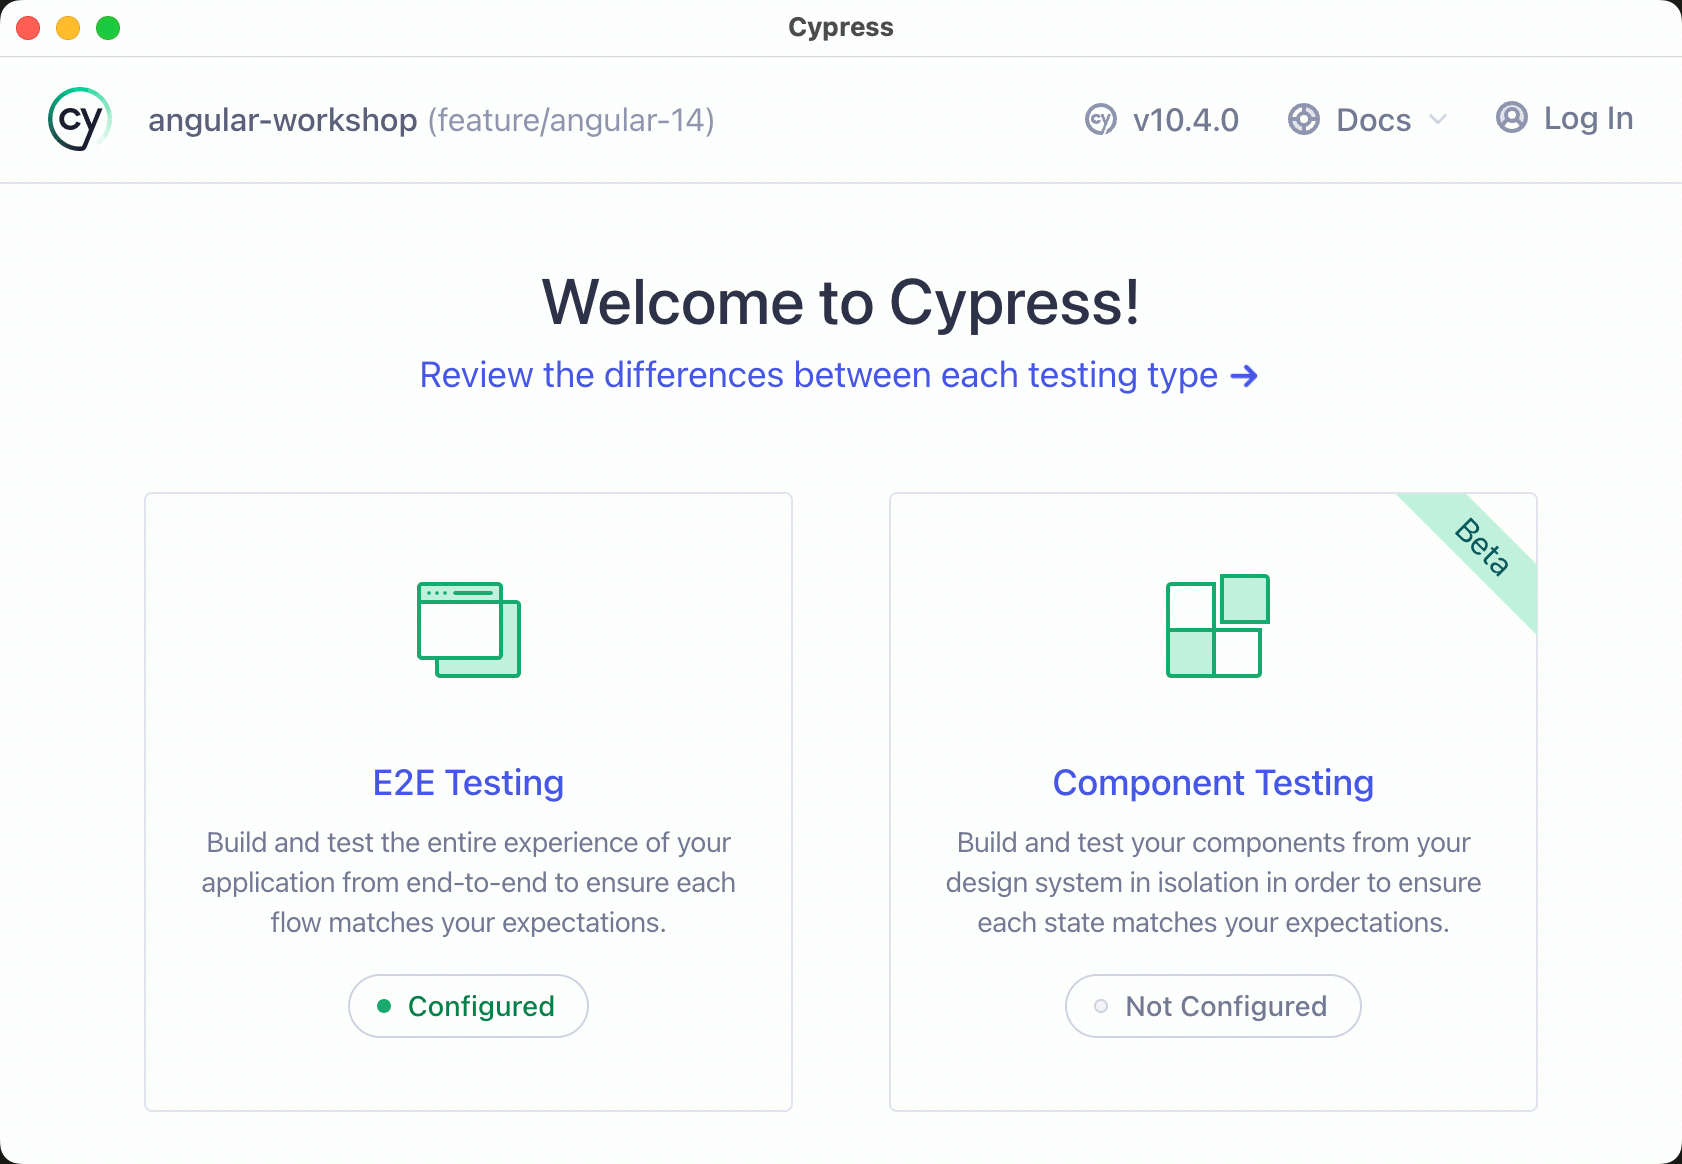 Cypress
cy angular-workshop (feature/angular-14) cy v10.4.0 Docs Log In
Welcome to Cypress!
Review the differences between each testing type →
Beta
E2E Testing
Build and test the entire experience of your
application from end-to-end to ensure each
flow matches your expectations.
Configured
Component Testing
Build and test your components from your
design system in isolation in order to ensure
each state matches your expectations.
Not Configured